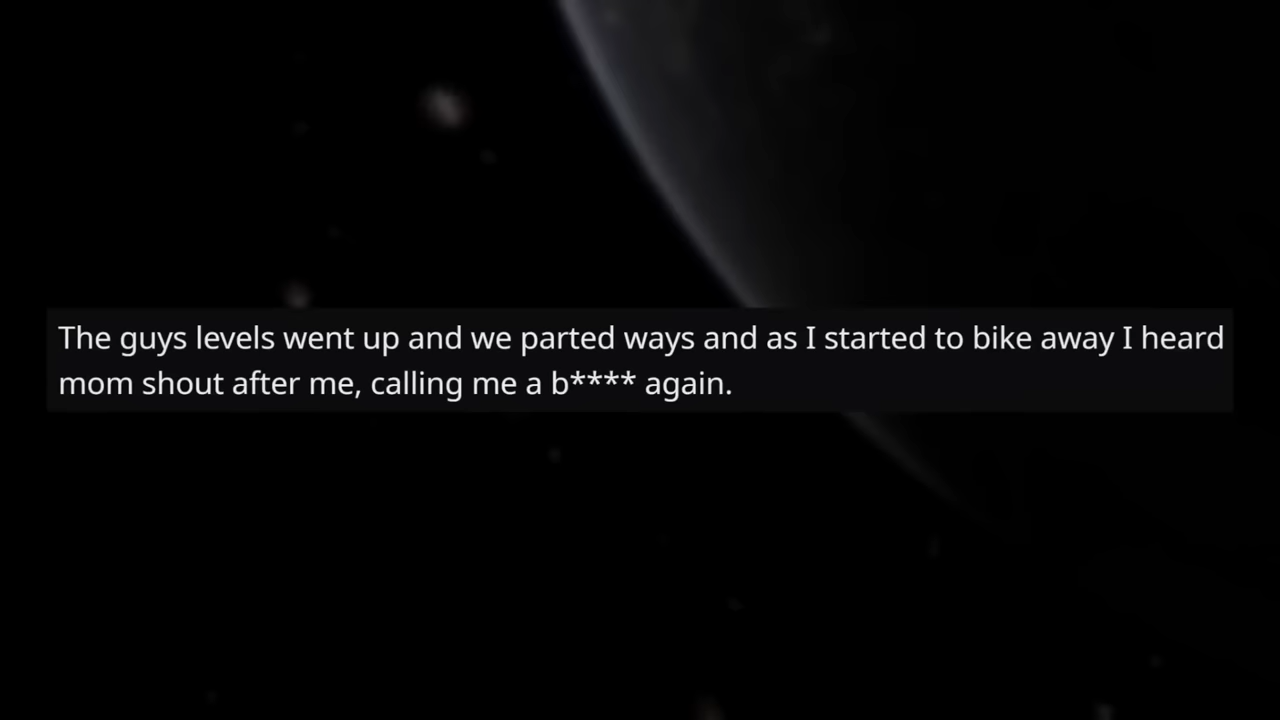 The guys levels went up and we parted ways and as I started to bike away I heard
mom shout after me, calling me a b**** again.